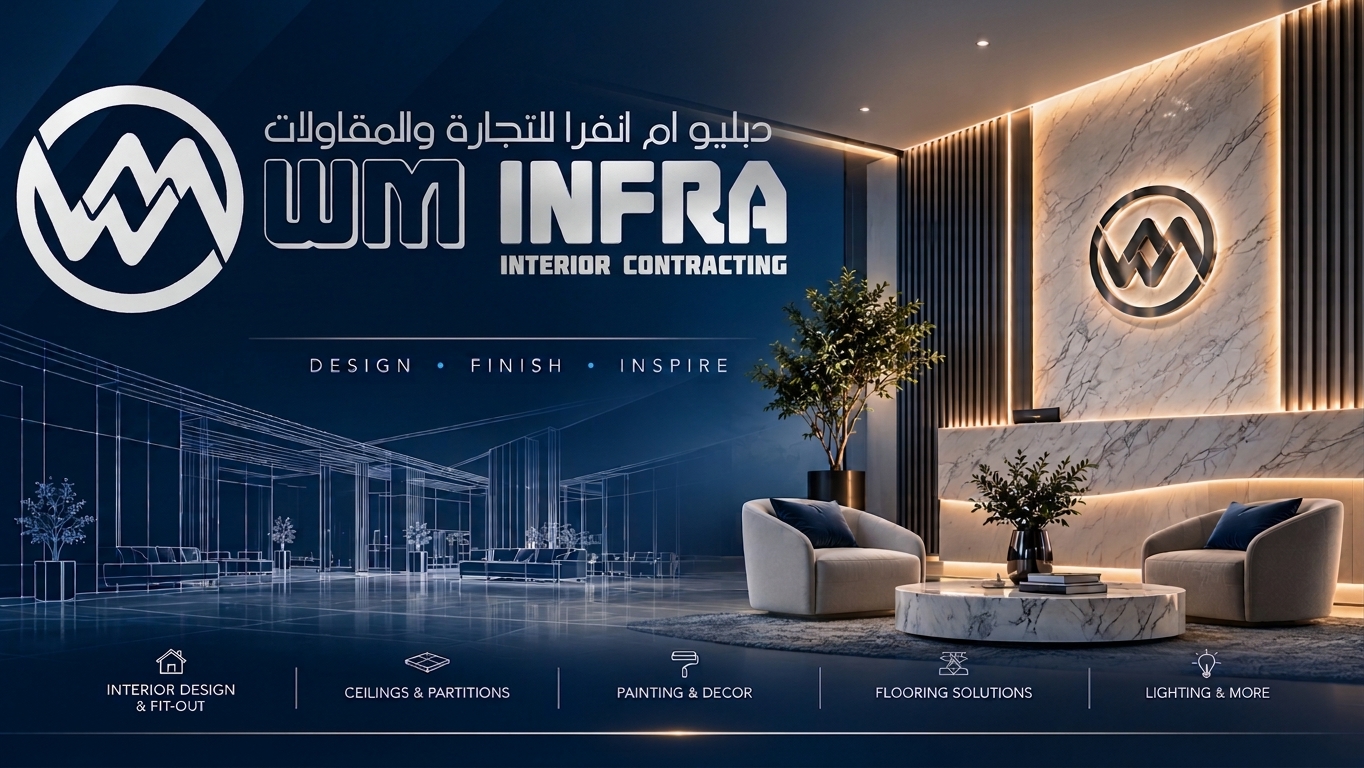 دبليو ام انفرا للتجارة والمقاولات
WM INFRA
INTERIOR CONTRACTING
DESIGN • FINISH • INSPIRE
INTERIOR DESIGN
& FIT-OUT
CEILINGS & PARTITIONS
PAINTING & DECOR
FLOORING SOLUTIONS
LIGHTING & MORE